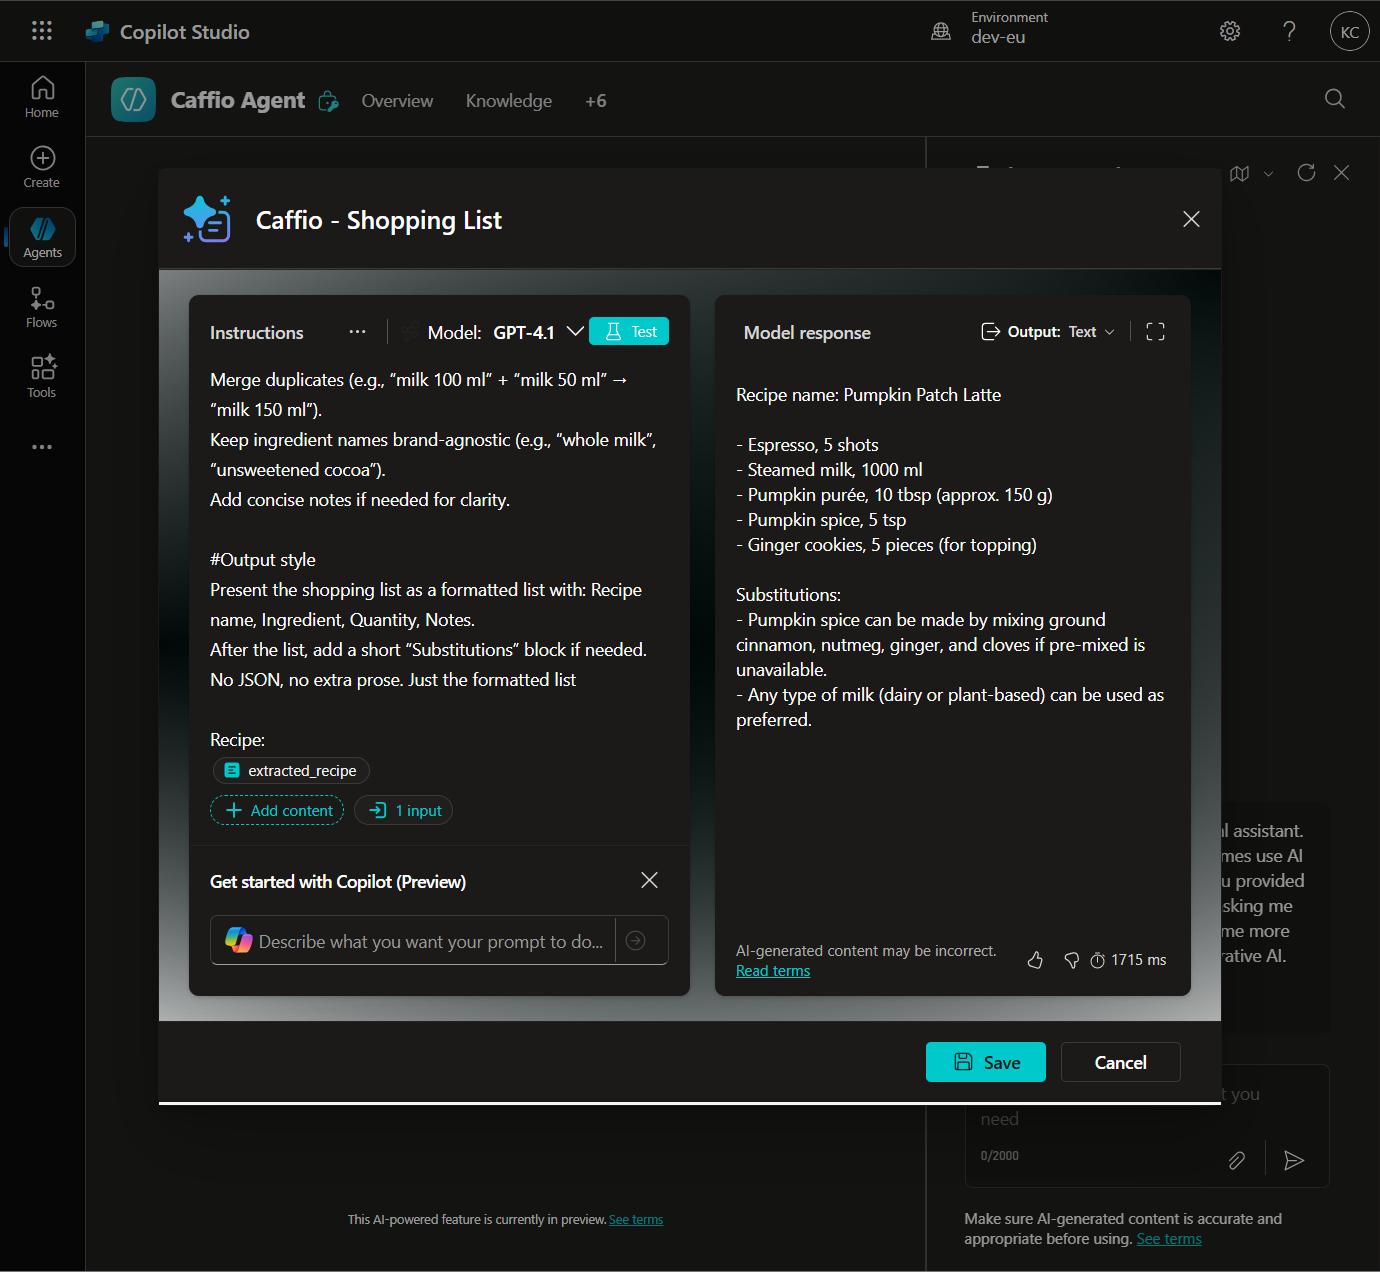 Copilot Studio
Environment
dev-eu
KC
Home
Create
Agents
Flows
Tools
Caffio Agent
Overview
Knowledge
+6
Caffio - Shopping List
Instructions
Model: GPT-4.1
Test
Merge duplicates (e.g., “milk 100 ml” + “milk 50 ml” →
“milk 150 ml”).
Keep ingredient names brand-agnostic (e.g., “whole milk”,
“unsweetened cocoa”).
Add concise notes if needed for clarity.
#Output style
Present the shopping list as a formatted list with: Recipe
name, Ingredient, Quantity, Notes.
After the list, add a short “Substitutions” block if needed.
No JSON, no extra prose. Just the formatted list
Recipe:
extracted_recipe
Add content
1 input
Get started with Copilot (Preview)
Describe what you want your prompt to do...
Model response
Output: Text
Recipe name: Pumpkin Patch Latte
- Espresso, 5 shots
- Steamed milk, 1000 ml
- Pumpkin purée, 10 tbsp (approx. 150 g)
- Pumpkin spice, 5 tsp
- Ginger cookies, 5 pieces (for topping)
Substitutions:
- Pumpkin spice can be made by mixing ground
cinnamon, nutmeg, ginger, and cloves if pre-mixed is
unavailable.
- Any type of milk (dairy or plant-based) can be used as
preferred.
AI-generated content may be incorrect.
Read terms
1715 ms
Save
Cancel
assistant.
use AI
provided
me
me more
AI.
you
need
0/2000
This AI-powered feature is currently in preview. See terms
Make sure AI-generated content is accurate and
appropriate before using. See terms